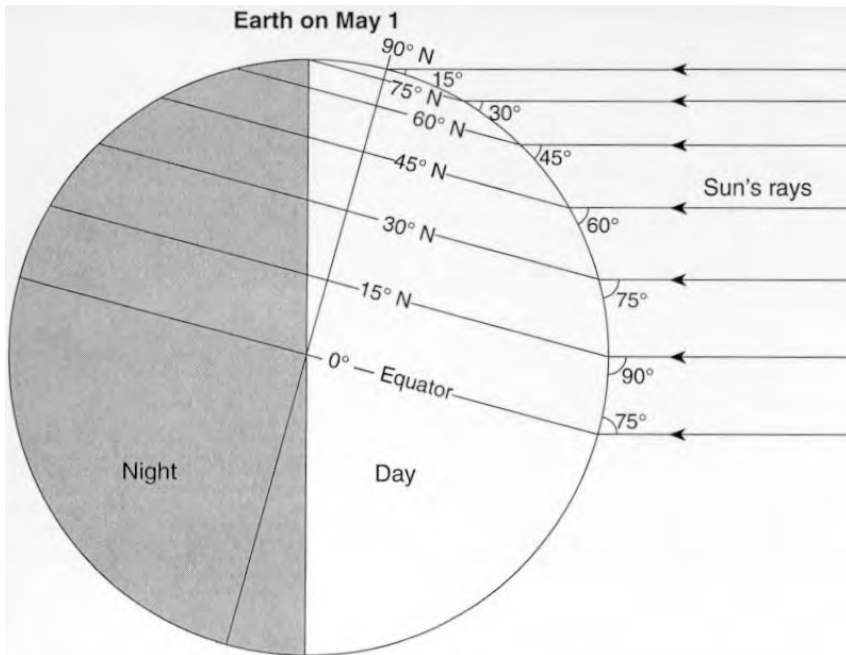 Earth on May 1
90° N
15°
75° N
30°
60° N
45°
45° N
Sun's rays
60°
30° N
75°
15° N
0° — Equator
90°
75°
Night
Day